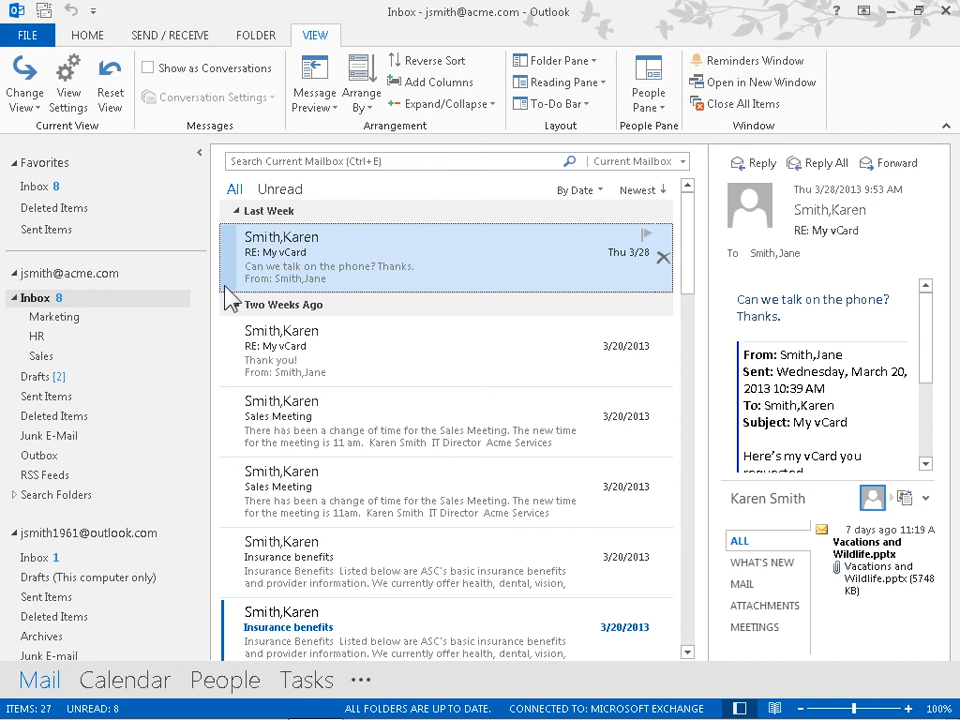 Inbox - jsmith@acme.com - Outlook
FILE HOME SEND / RECEIVE FOLDER VIEW
Change View
View Settings
Reset View
Current View
Show as Conversations
Conversation Settings
Messages
Message Preview
Arrange By
Reverse Sort
Add Columns
Expand/Collapse
Arrangement
Folder Pane
Reading Pane
To-Do Bar
Layout
People Pane
People Pane
Reminders Window
Open in New Window
Close All Items
Window
Favorites
Inbox 8
Deleted Items
Sent Items
jsmith@acme.com
Inbox 8
Marketing
HR
Sales
Drafts [2]
Sent Items
Deleted Items
Junk E-Mail
Outbox
RSS Feeds
Search Folders
jsmith1961@outlook.com
Inbox 1
Drafts (This computer only)
Sent Items
Deleted Items
Archives
Junk E-mail
Search Current Mailbox (Ctrl+E) Current Mailbox
All Unread By Date Newest
Last Week
Smith,Karen
RE: My vCard Thu 3/28
Can we talk on the phone? Thanks.
From: Smith,Jane
Two Weeks Ago
Smith,Karen
RE: My vCard 3/20/2013
Thank you!
From: Smith,Jane
Smith,Karen
Sales Meeting 3/20/2013
There has been a change of time for the Sales Meeting. The new time
for the meeting is 11 am. Karen Smith IT Director Acme Services
Smith,Karen
Sales Meeting 3/20/2013
There has been a change of time for the Sales Meeting. The new time
for the meeting is 11am. Karen Smith IT Director Acme Services
Smith,Karen
Insurance benefits 3/20/2013
Insurance Benefits Listed below are ASC's basic insurance benefits
and provider information. We currently offer health, dental, vision,
Smith,Karen
Insurance benefits 3/20/2013
Insurance Benefits Listed below are ASC's basic insurance benefits
and provider information. We currently offer health, dental, vision,
Reply Reply All Forward
Thu 3/28/2013 9:53 AM
Smith,Karen
RE: My vCard
To Smith,Jane
Can we talk on the phone?
Thanks.
From: Smith,Jane
Sent: Wednesday, March 20,
2013 10:39 AM
To: Smith,Karen
Subject: My vCard
Here's my vCard you
requested
Karen Smith
ALL
WHAT'S NEW
MAIL
ATTACHMENTS
MEETINGS
7 days ago 11:19 A
Vacations and
Wildlife.pptx
Vacations and
Wildlife.pptx (5748
KB)
Mail Calendar People Tasks •••
ITEMS: 27 UNREAD: 8 ALL FOLDERS ARE UP TO DATE. CONNECTED TO: MICROSOFT EXCHANGE 100%